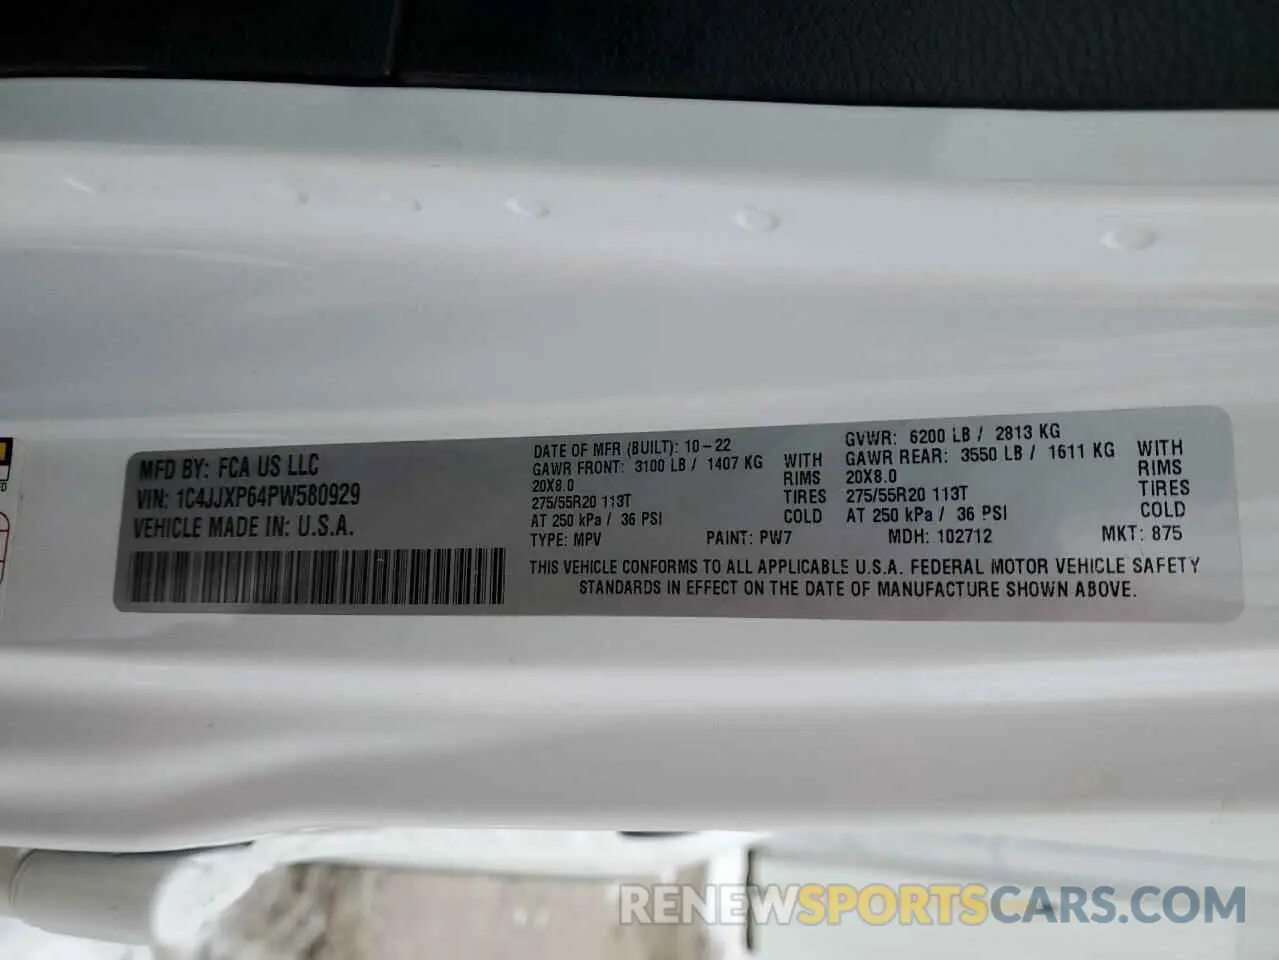 MFD BY: FCA US LLC
VIN: 1C4JJXP64PW580929
VEHICLE MADE IN: U.S.A.
DATE OF MFR (BUILT): 10-22
GAWR FRONT: 3100 LB / 1407 KG WITH
20X8.0 RIMS
275/55R20 113T TIRES
AT 250 kPa / 36 PSI COLD
GVWR: 6200 LB / 2813 KG
GAWR REAR: 3550 LB / 1611 KG WITH
20X8.0 RIMS
275/55R20 113T TIRES
AT 250 kPa / 36 PSI COLD
TYPE: MPV PAINT: PW7 MDH: 102712 MKT: 875
THIS VEHICLE CONFORMS TO ALL APPLICABLE U.S.A. FEDERAL MOTOR VEHICLE SAFETY
STANDARDS IN EFFECT ON THE DATE OF MANUFACTURE SHOWN ABOVE.
RENEWSPORTSCARS.COM